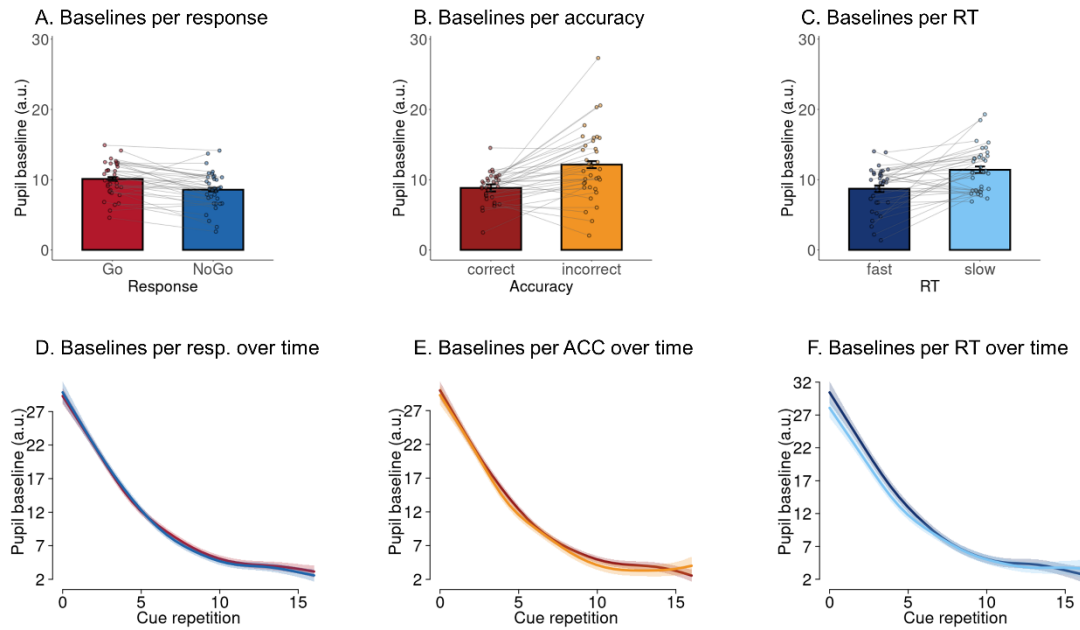 A. Baselines per response
30
20
10
0
Pupil baseline (a.u.)
Go NoGo
Response
B. Baselines per accuracy
30
20
10
0
Pupil baseline (a.u.)
correct incorrect
Accuracy
C. Baselines per RT
30
20
10
0
Pupil baseline (a.u.)
fast slow
RT
D. Baselines per resp. over time
27
22
17
12
7
2
Pupil baseline (a.u.)
0 5 10 15
Cue repetition
E. Baselines per ACC over time
27
22
17
12
7
2
Pupil baseline (a.u.)
0 5 10 15
Cue repetition
F. Baselines per RT over time
32
27
22
17
12
7
2
Pupil baseline (a.u.)
0 5 10 15
Cue repetition